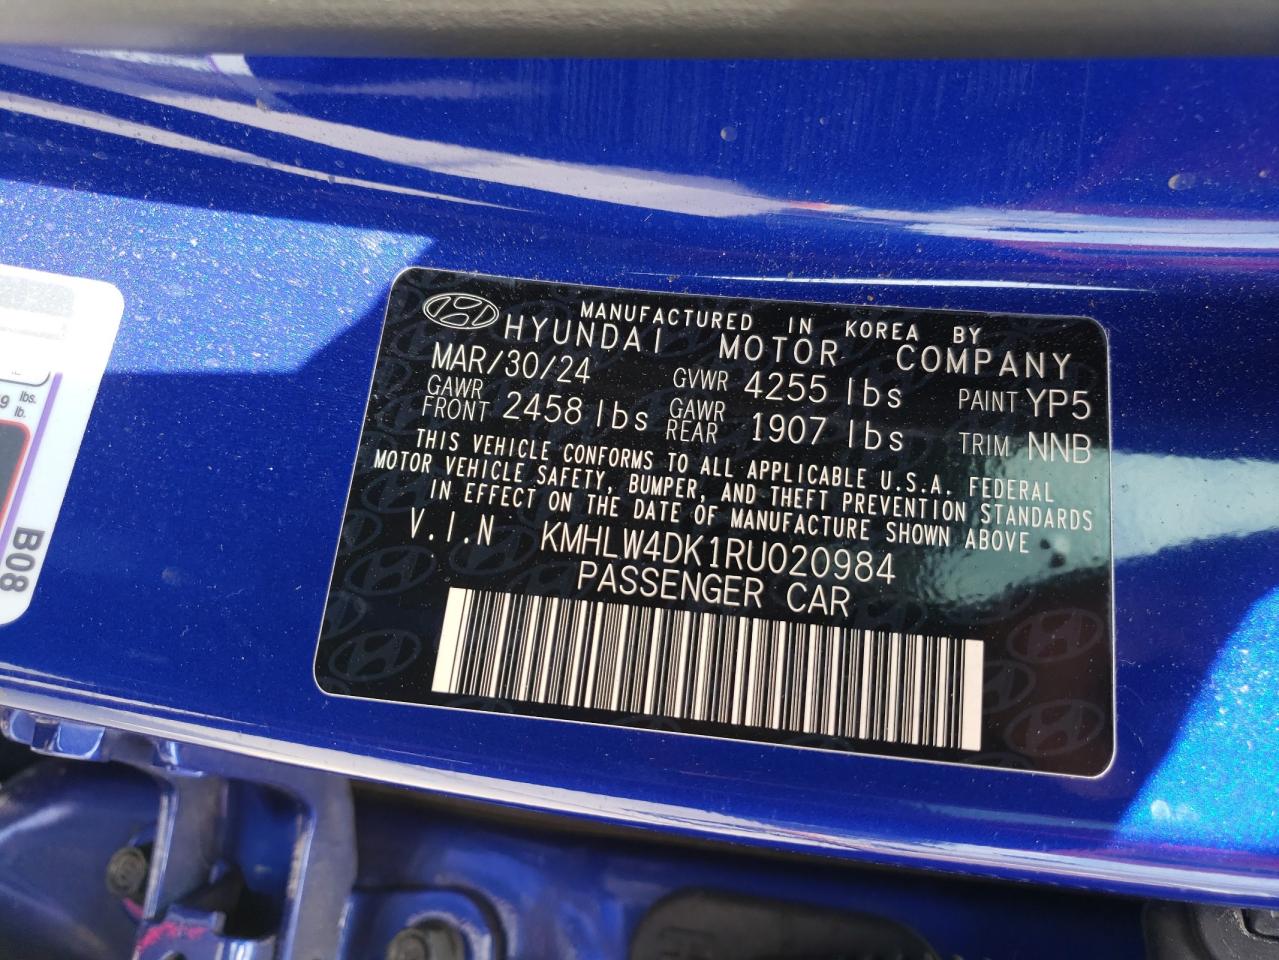 MANUFACTURED IN KOREA BY
HYUNDAI MOTOR COMPANY
MAR/30/24 GVWR 4255 lbs PAINT YP5
GAWR FRONT 2458 lbs GAWR REAR 1907 lbs TRIM NNB
THIS VEHICLE CONFORMS TO ALL APPLICABLE U.S.A. FEDERAL
MOTOR VEHICLE SAFETY, BUMPER, AND THEFT PREVENTION STANDARDS
IN EFFECT ON THE DATE OF MANUFACTURE SHOWN ABOVE
V.I.N KMHLW4DK1RU020984
PASSENGER CAR
lbs.
lb.
B08